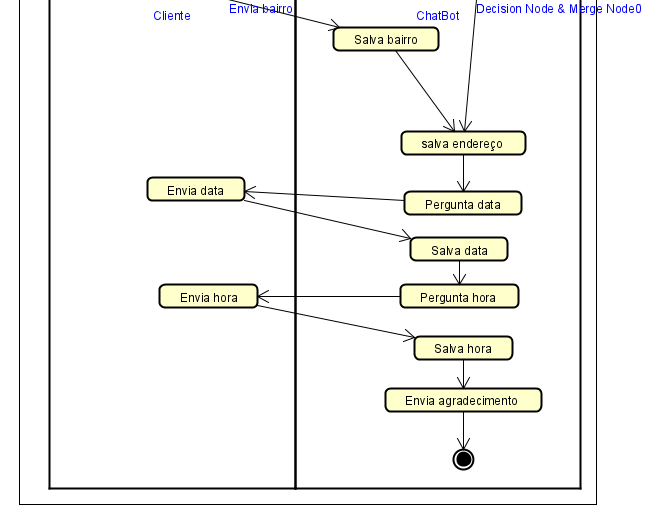 Envia bairro
Decision Node & Merge Node0
Cliente
ChatBot
Salva bairro
salva endereço
Envia data
Pergunta data
Salva data
Envia hora
Pergunta hora
Salva hora
Envia agradecimento